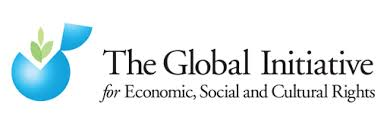 The Global Initiative
for Economic, Social and Cultural Rights